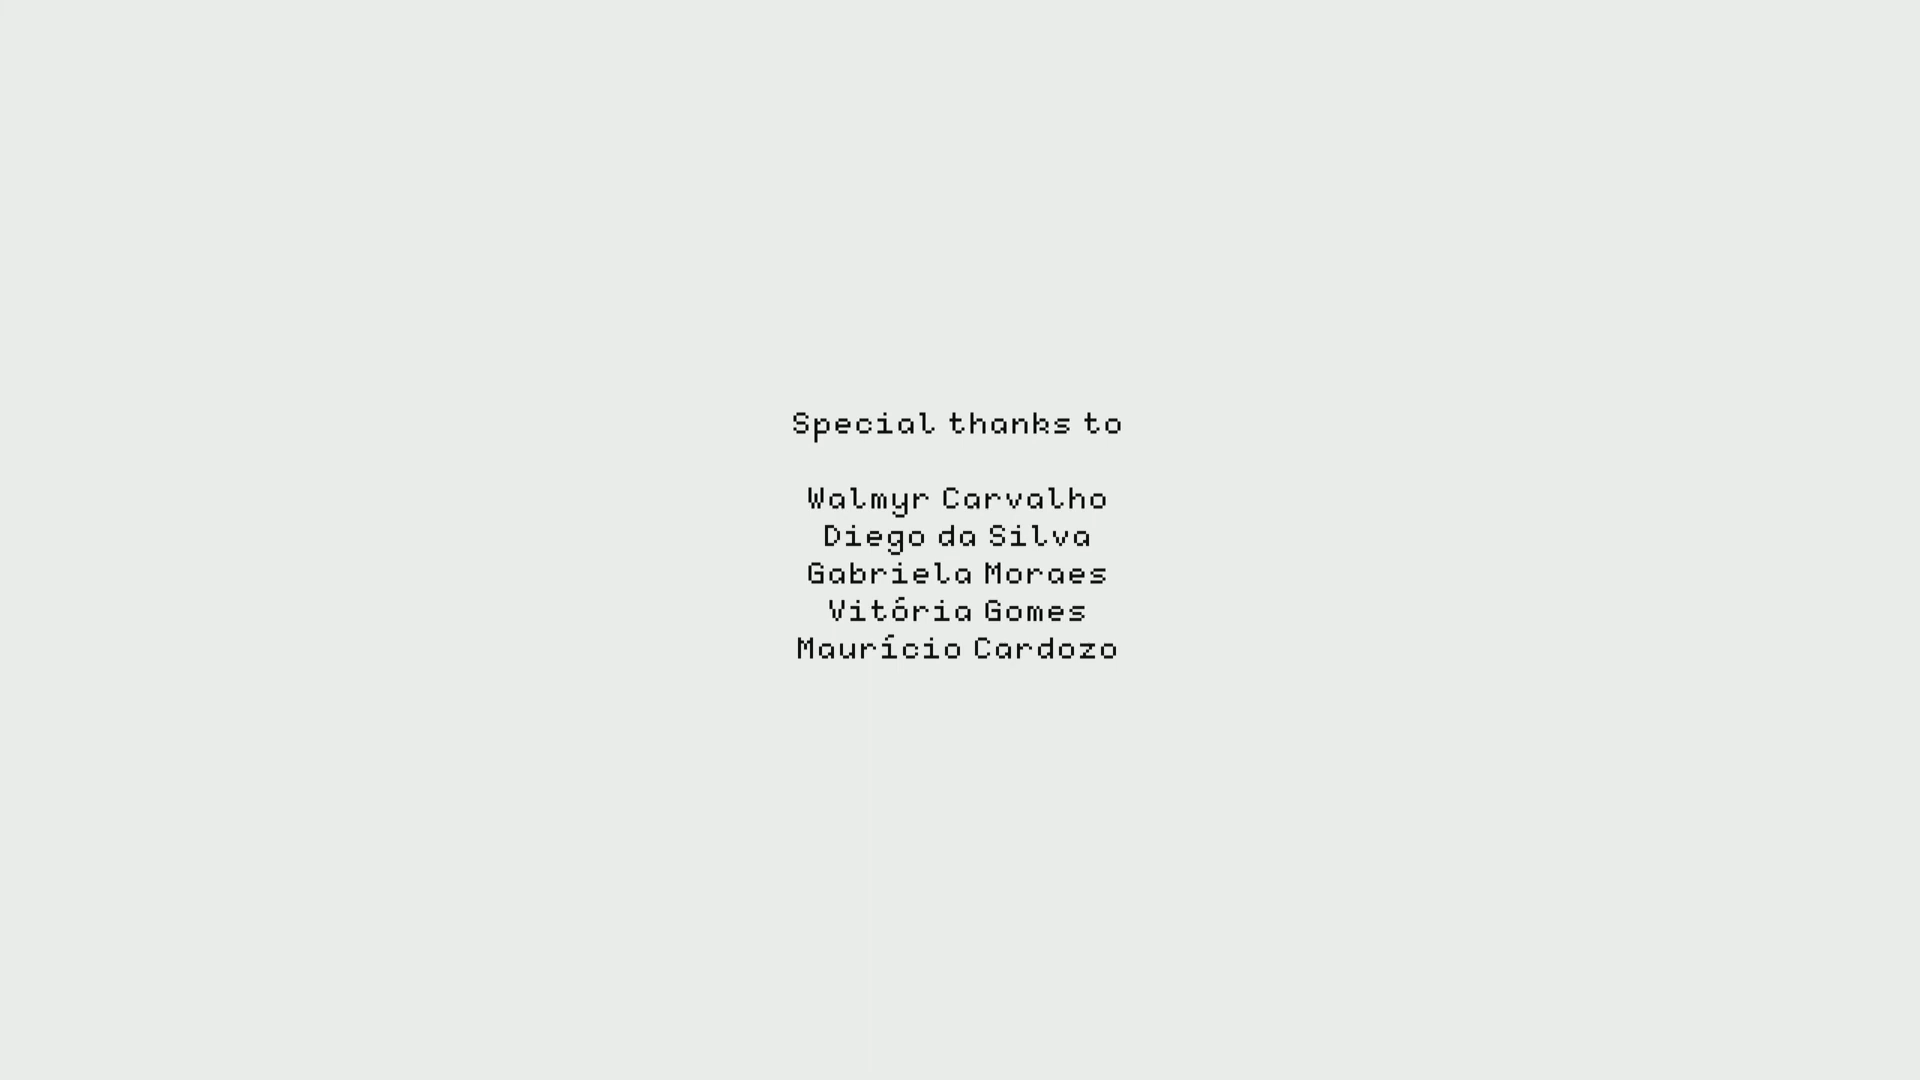 Special thanks to
Walmyr Carvalho
Diego da Silva
Gabriela Moraes
Vitória Gomes
Maurício Cardozo